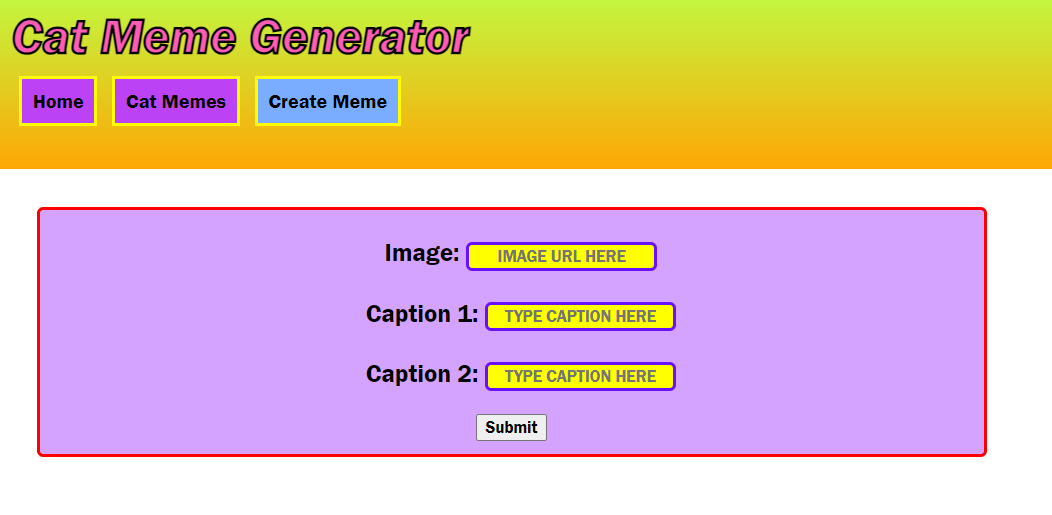 Cat Meme Generator
Home Cat Memes Create Meme
Image: IMAGE URL HERE
Caption 1: TYPE CAPTION HERE
Caption 2: TYPE CAPTION HERE
Submit